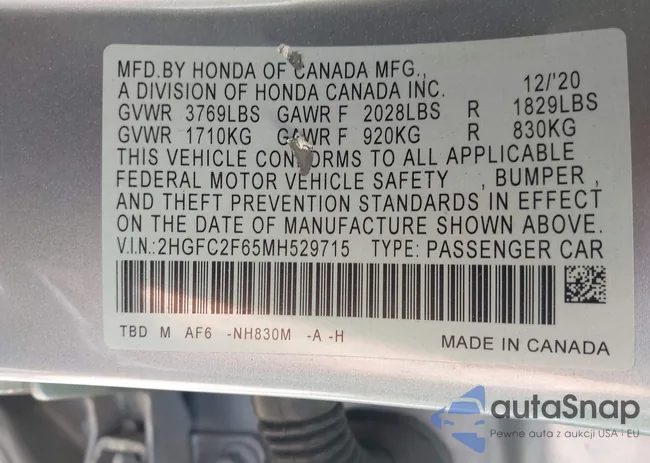 MFD.BY HONDA OF CANADA MFG.,
A DIVISION OF HONDA CANADA INC. 12/'20
GVWR 3769LBS GAWR F 2028LBS R 1829LBS
GVWR 1710KG GAWR F 920KG R 830KG
THIS VEHICLE CONFORMS TO ALL APPLICABLE
FEDERAL MOTOR VEHICLE SAFETY , BUMPER ,
AND THEFT PREVENTION STANDARDS IN EFFECT
ON THE DATE OF MANUFACTURE SHOWN ABOVE.
V.I.N.:2HGFC2F65MH529715 TYPE: PASSENGER CAR
TBD M AF6 -NH830M -A -H
MADE IN CANADA
autaSnap
Pewne auta z aukcji USA i EU